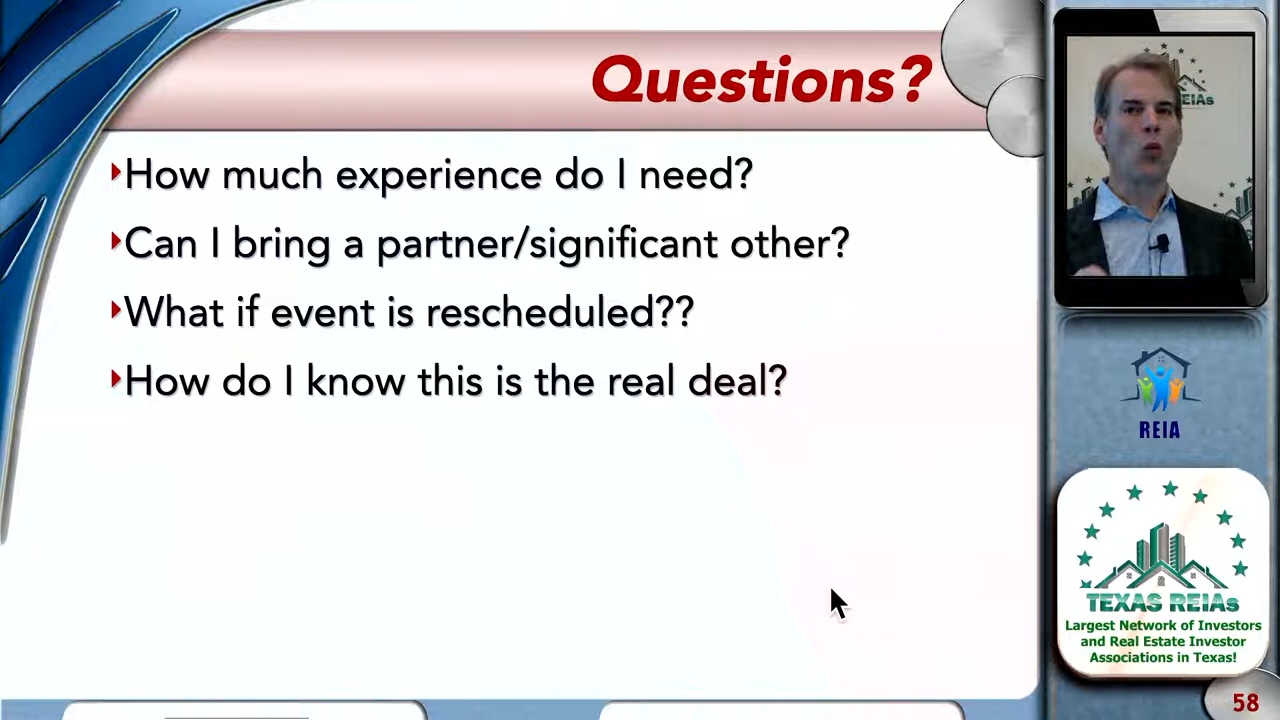 Questions?
How much experience do I need?
Can I bring a partner/significant other?
What if event is rescheduled??
How do I know this is the real deal?
EIAs
REIA
TEXAS REIAs
Largest Network of Investors
and Real Estate Investor
Associations in Texas!
58